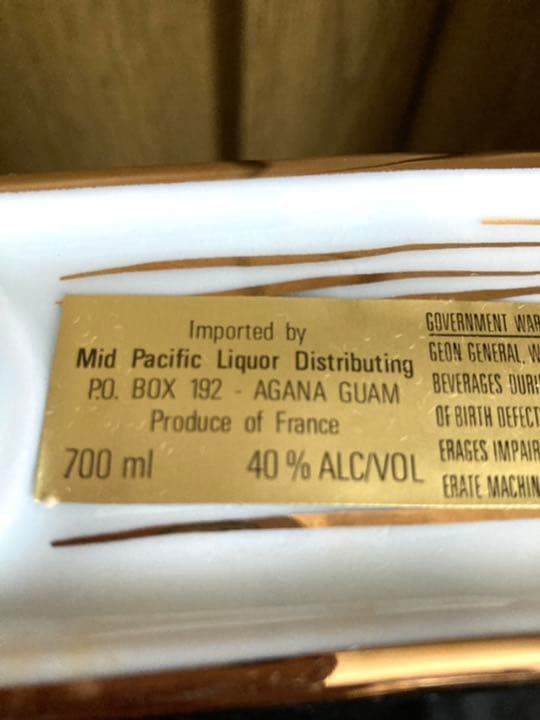 Imported by
Mid Pacific Liquor Distributing
P.O. BOX 192 - AGANA GUAM
Produce of France
700 ml 40 % ALC/VOL
GOVERNMENT WAR
GEON GENERAL, W
BEVERAGES DURI
OF BIRTH DEFECT
ERAGES IMPAIR
ERATE MACHIN